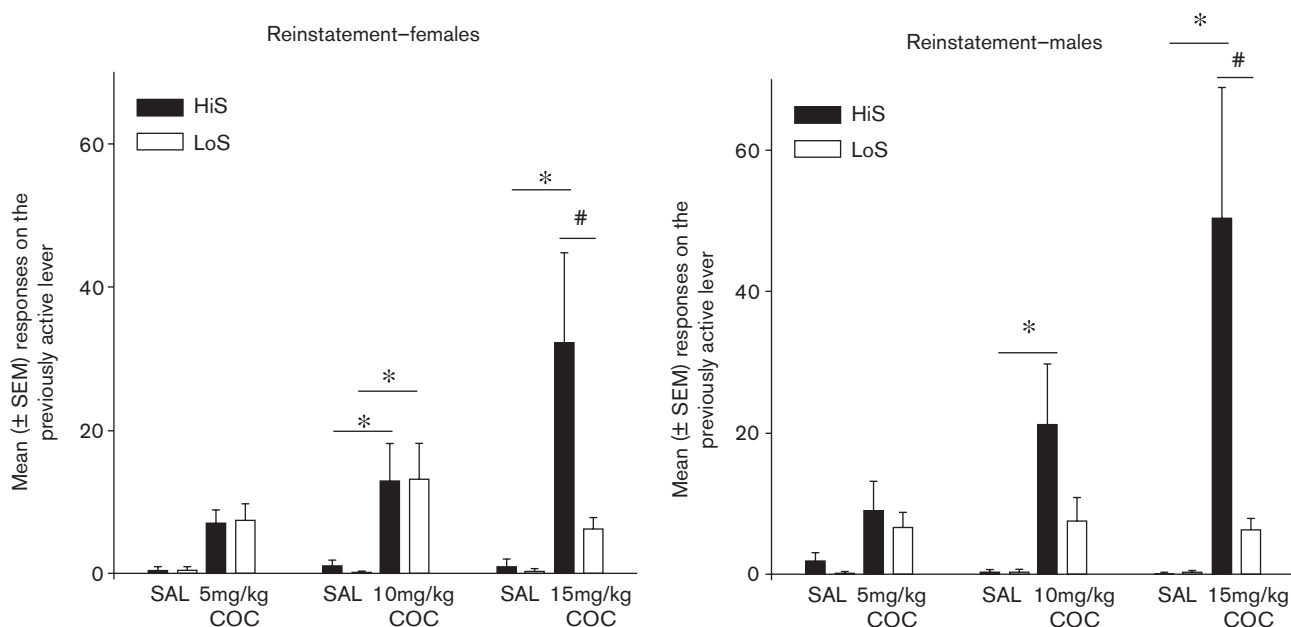 Reinstatement–females
HiS
LoS
Mean (± SEM) responses on the
previously active lever
60
40
20
0
*
#
*
*
SAL 5mg/kg SAL 10mg/kg SAL 15mg/kg
COC COC COC
Reinstatement–males
HiS
LoS
Mean (± SEM) responses on the
previously active lever
60
40
20
0
*
#
*
SAL 5mg/kg SAL 10mg/kg SAL 15mg/kg
COC COC COC